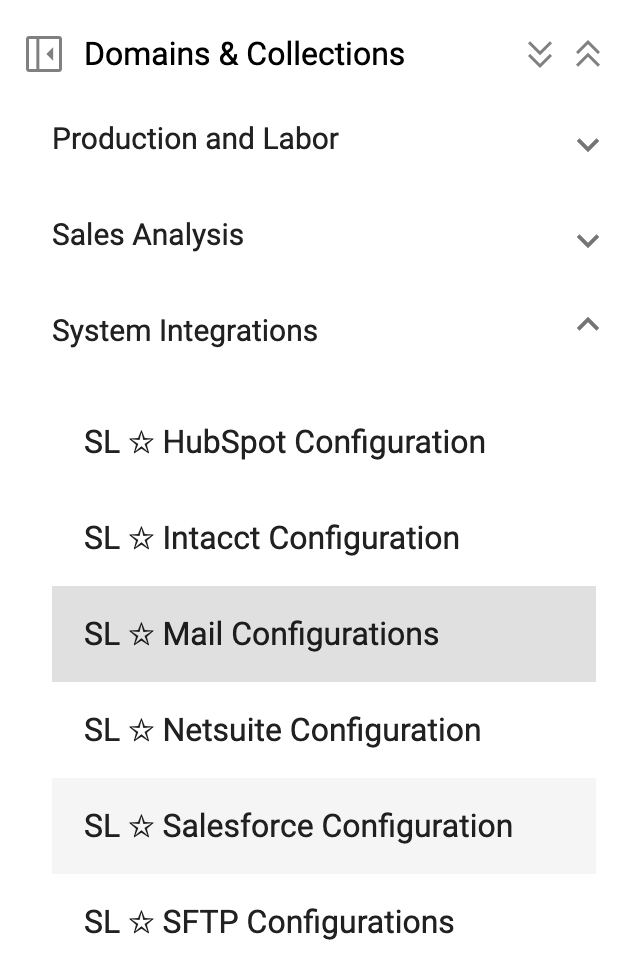 Domains & Collections
Production and Labor
Sales Analysis
System Integrations
SL ☆ HubSpot Configuration
SL ☆ Intacct Configuration
SL ☆ Mail Configurations
SL ☆ Netsuite Configuration
SL ☆ Salesforce Configuration
SL ☆ SFTP Configurations